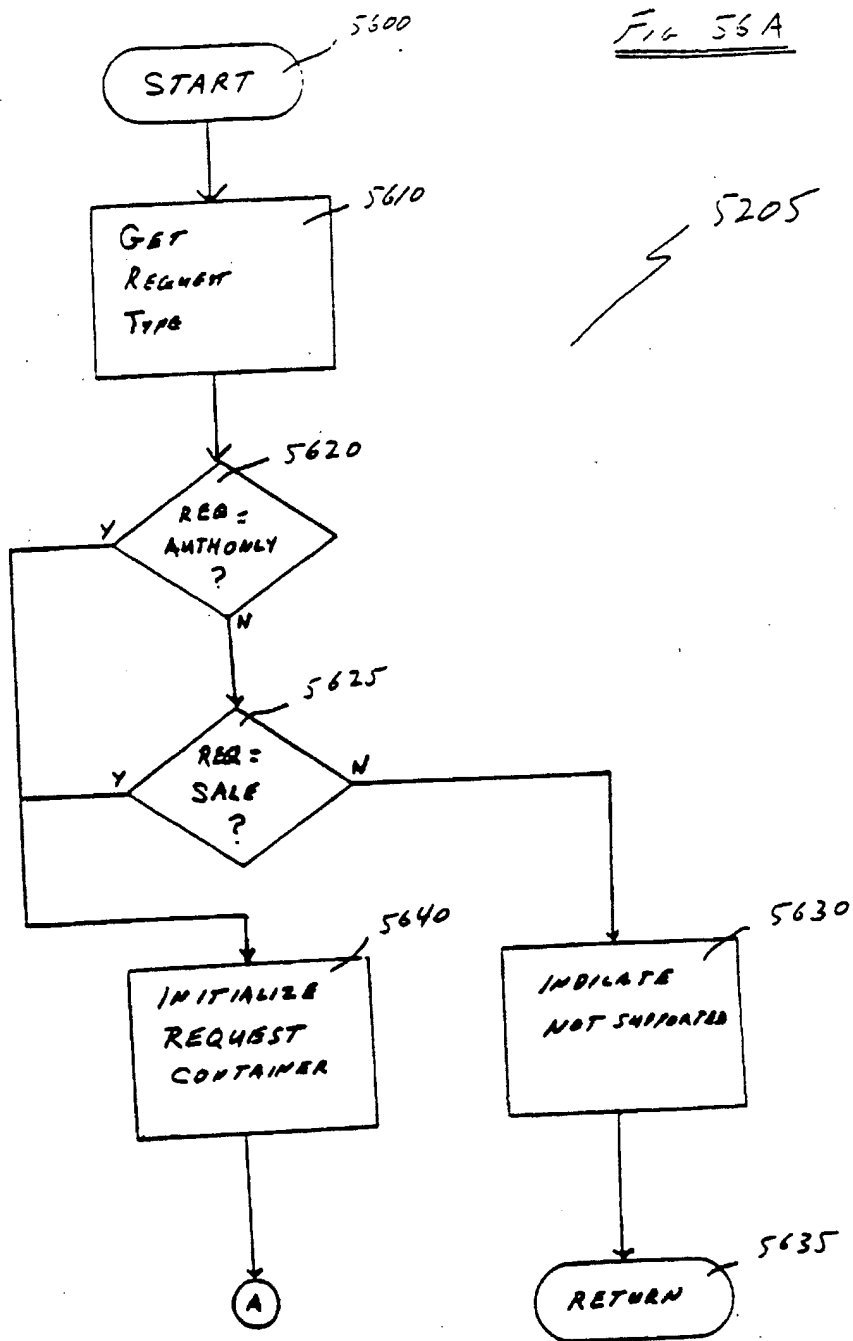 5600
FIG 56A
START
5610
5205
GET
REQUEST
TYPE
5620
Y
REQ =
AUTHONLY
?
N
5625
Y
REQ =
SALE
?
N
5640
5630
INITIALIZE
REQUEST
CONTAINER
INDICATE
NOT SUPPORTED
5635
A
RETURN